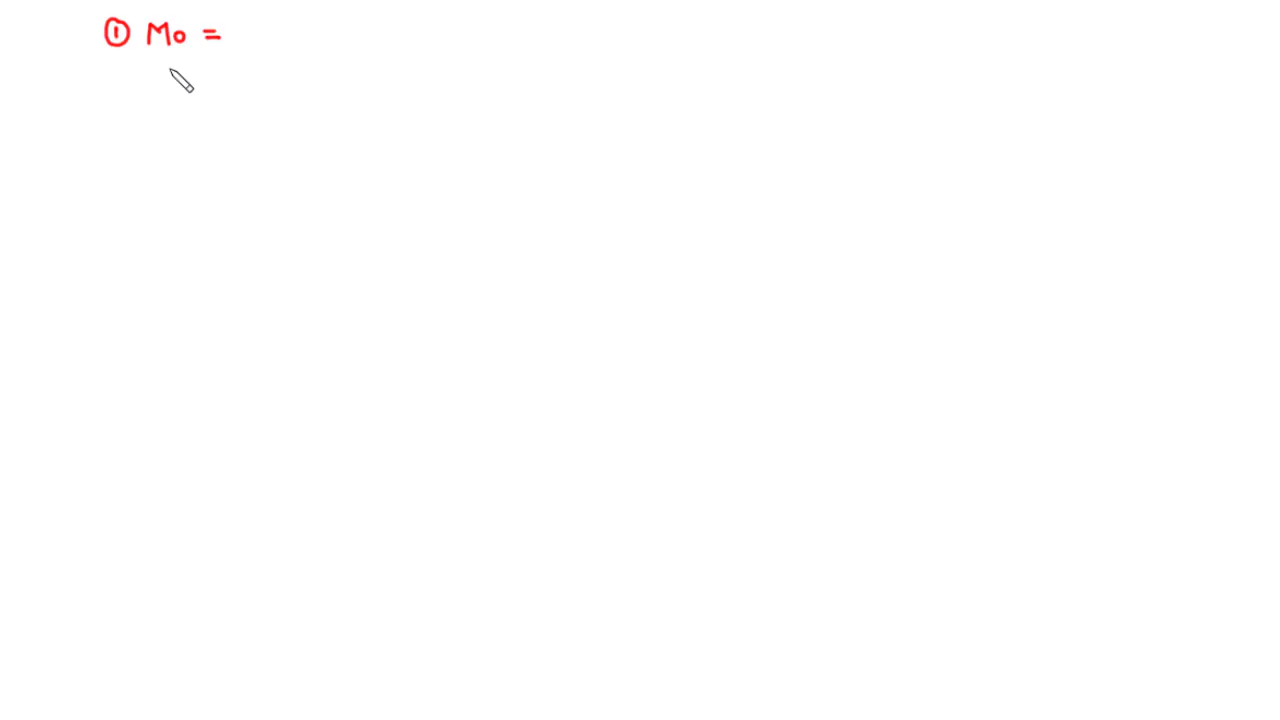 ① Mo =